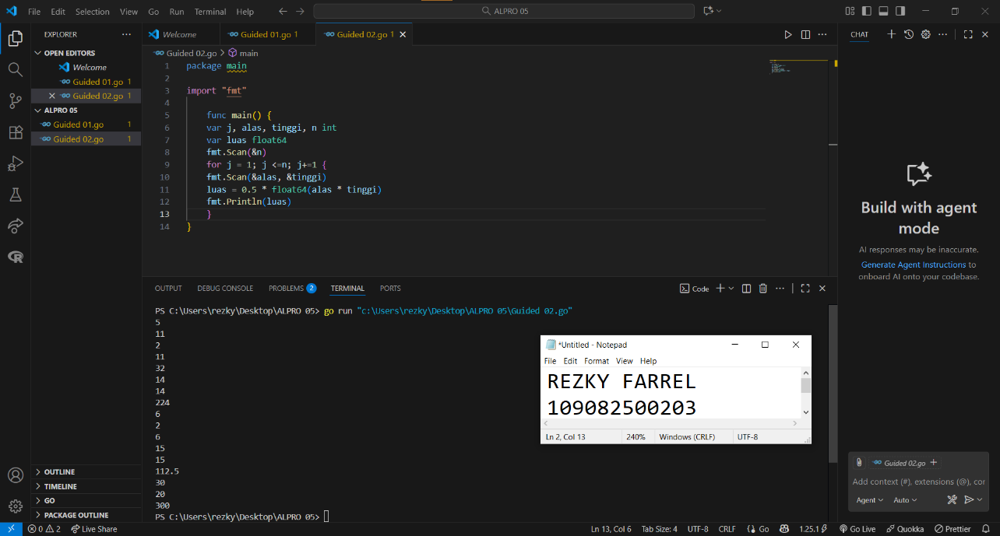 File Edit Selection View Go Run Terminal Help
ALPRO 05
EXPLORER
OPEN EDITORS
Welcome
Guided 01.go 1
Guided 02.go 1
ALPRO 05
Guided 01.go 1
Guided 02.go 1
OUTLINE
TIMELINE
GO
PACKAGE OUTLINE
Welcome Guided 01.go 1 Guided 02.go 1
Guided 02.go > main
1 package main
2
3 import "fmt"
4
5 func main() {
6 var j, alas, tinggi, n int
7 var luas float64
8 fmt.Scan(&n)
9 for j = 1; j <=n; j+=1 {
10 fmt.Scan(&alas, &tinggi)
11 luas = 0.5 * float64(alas * tinggi)
12 fmt.Println(luas)
13 }
14 }
OUTPUT DEBUG CONSOLE PROBLEMS 2 TERMINAL PORTS
Code
PS C:\Users\rezky\Desktop\ALPRO 05> go run "c:\Users\rezky\Desktop\ALPRO 05\Guided 02.go"
5
11
2
11
32
14
14
224
6
2
6
15
15
112.5
30
20
300
PS C:\Users\rezky\Desktop\ALPRO 05>
*Untitled - Notepad
File Edit Format View Help
REZKY FARREL
109082500203
Ln 2, Col 13 240% Windows (CRLF) UTF-8
CHAT
Build with agent
mode
AI responses may be inaccurate.
Generate Agent Instructions to
onboard AI onto your codebase.
Guided 02.go
Add context (#), extensions (@), cor
Agent Auto
0 2 Live Share
Ln 13, Col 6 Tab Size: 4 UTF-8 CRLF Go 1.25.1 Go Live Quokka Prettier